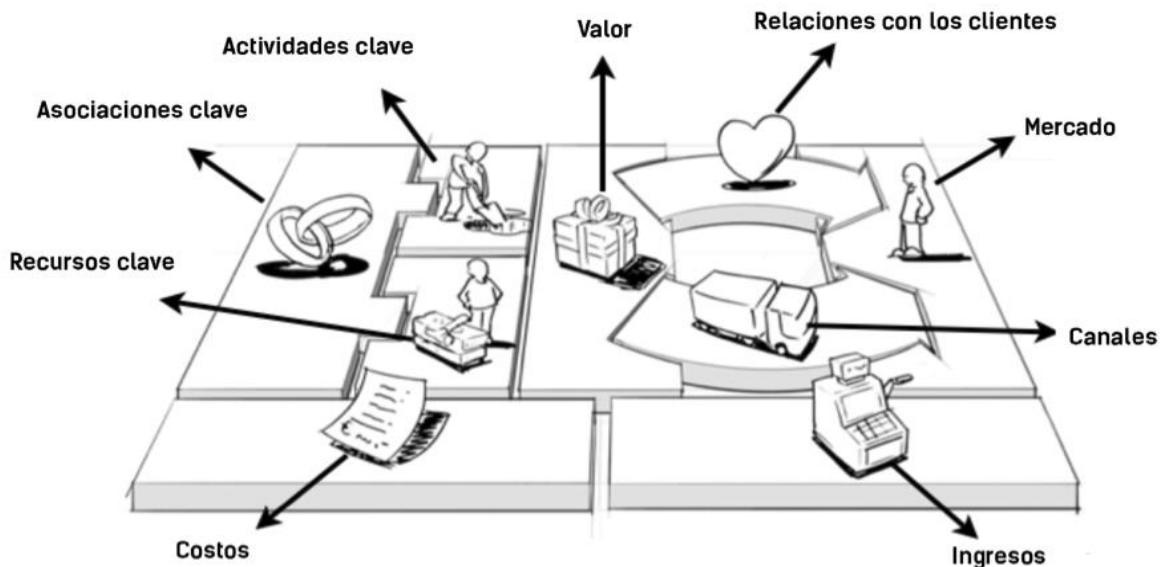 Relaciones con los clientes
Valor
Actividades clave
Asociaciones clave
Mercado
Recursos clave
Canales
Costos
Ingresos